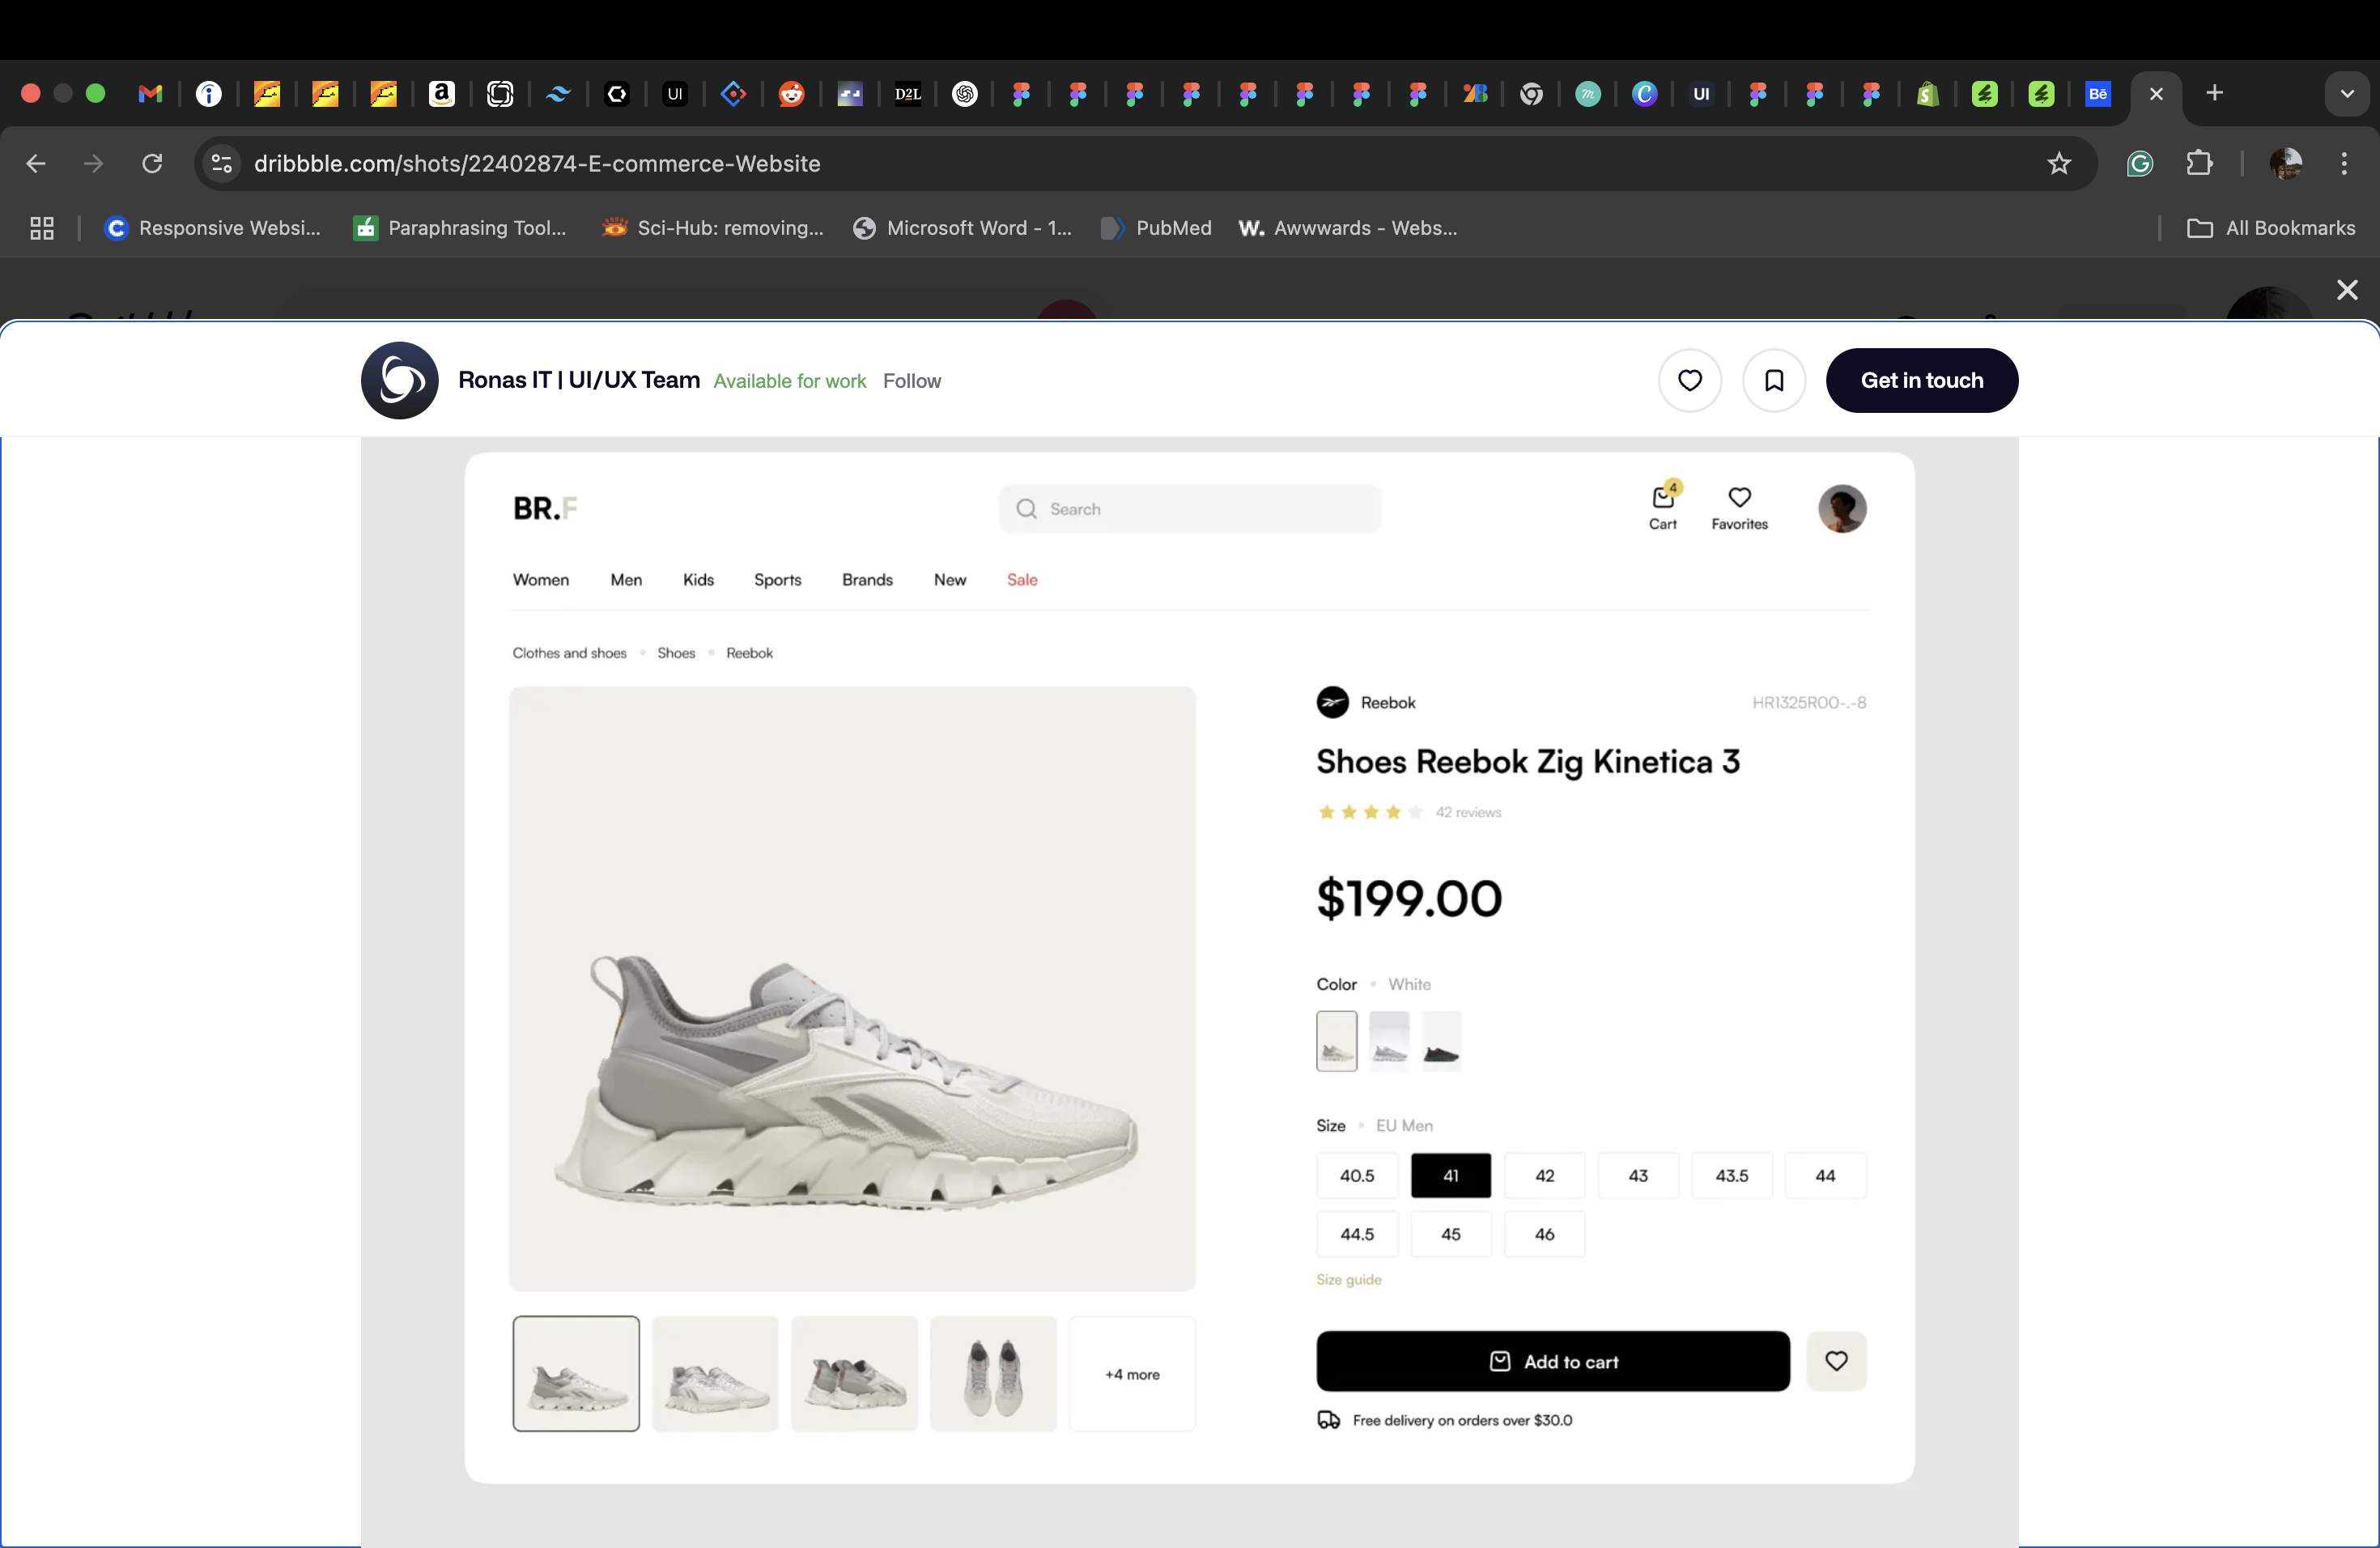 UI
D2L
UI
Bē
dribbble.com/shots/22402874-E-commerce-Website
Responsive Websi...
Paraphrasing Tool...
Sci-Hub: removing...
Microsoft Word - 1...
PubMed
W. Awwwards - Webs...
All Bookmarks
Ronas IT | UI/UX Team Available for work Follow
Get in touch
BR.F
Search
4
Cart
Favorites
Women Men Kids Sports Brands New Sale
Clothes and shoes • Shoes • Reebok
Reebok
HR1325R00-.-8
Shoes Reebok Zig Kinetica 3
42 reviews
$199.00
Color • White
Size • EU Men
40.5 41 42 43 43.5 44
44.5 45 46
Size guide
+4 more
Add to cart
Free delivery on orders over $30.0